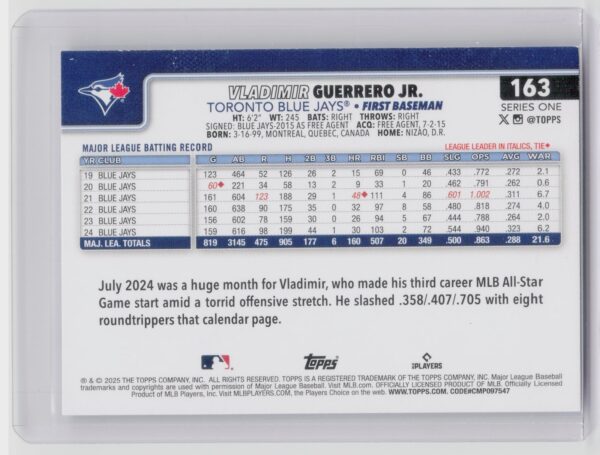 VLADIMIR GUERRERO JR.
163
TORONTO BLUE JAYS® • FIRST BASEMAN
SERIES ONE
HT: 6'2" WT: 245 BATS: RIGHT THROWS: RIGHT
@TOPPS
SIGNED: BLUE JAYS-2015 AS FREE AGENT ACQ: FREE AGENT, 7-2-15
BORN: 3-16-99, MONTREAL, QUEBEC, CANADA HOME: NIZAO, D.R.
MAJOR LEAGUE BATTING RECORD
LEAGUE LEADER IN ITALICS, TIE◆
YR CLUB G AB R H 2B 3B HR RBI SB BB SLG OPS AVG WAR
19 BLUE JAYS 123 464 52 126 26 2 15 69 0 46 .433 .772 .272 2.1
20 BLUE JAYS 60◆ 221 34 58 13 2 9 33 1 20 .462 .791 .262 0.6
21 BLUE JAYS 161 604 123 188 29 1 48◆ 111 4 86 .601 1.002 .311 6.7
22 BLUE JAYS 160 638 90 175 35 0 32 97 8 58 .480 .818 .274 4.0
23 BLUE JAYS 156 602 78 159 30 0 26 94 5 67 .444 .788 .264 2.0
24 BLUE JAYS 159 616 98 199 44 1 30 103 2 72 .544 .940 .323 6.2
MAJ. LEA. TOTALS 819 3145 475 905 177 6 160 507 20 349 .500 .863 .288 21.6
July 2024 was a huge month for Vladimir, who made his third career MLB All-Star
Game start amid a torrid offensive stretch. He slashed .358/.407/.705 with eight
roundtrippers that calendar page.
Topps
PLAYERS
® & © 2025 THE TOPPS COMPANY, INC. ALL RIGHTS RESERVED. TOPPS IS A REGISTERED TRADEMARK OF THE TOPPS COMPANY, INC. Major League Baseball
trademarks and copyrights are used with permission of Major League Baseball. Visit MLB.com. OFFICIALLY LICENSED PRODUCT OF MLB. Officially Licensed
Product of MLB Players, Inc. Visit MLBPLAYERS.COM, the Players Choice on the web. WWW.TOPPS.COM. CODE#CMP097547